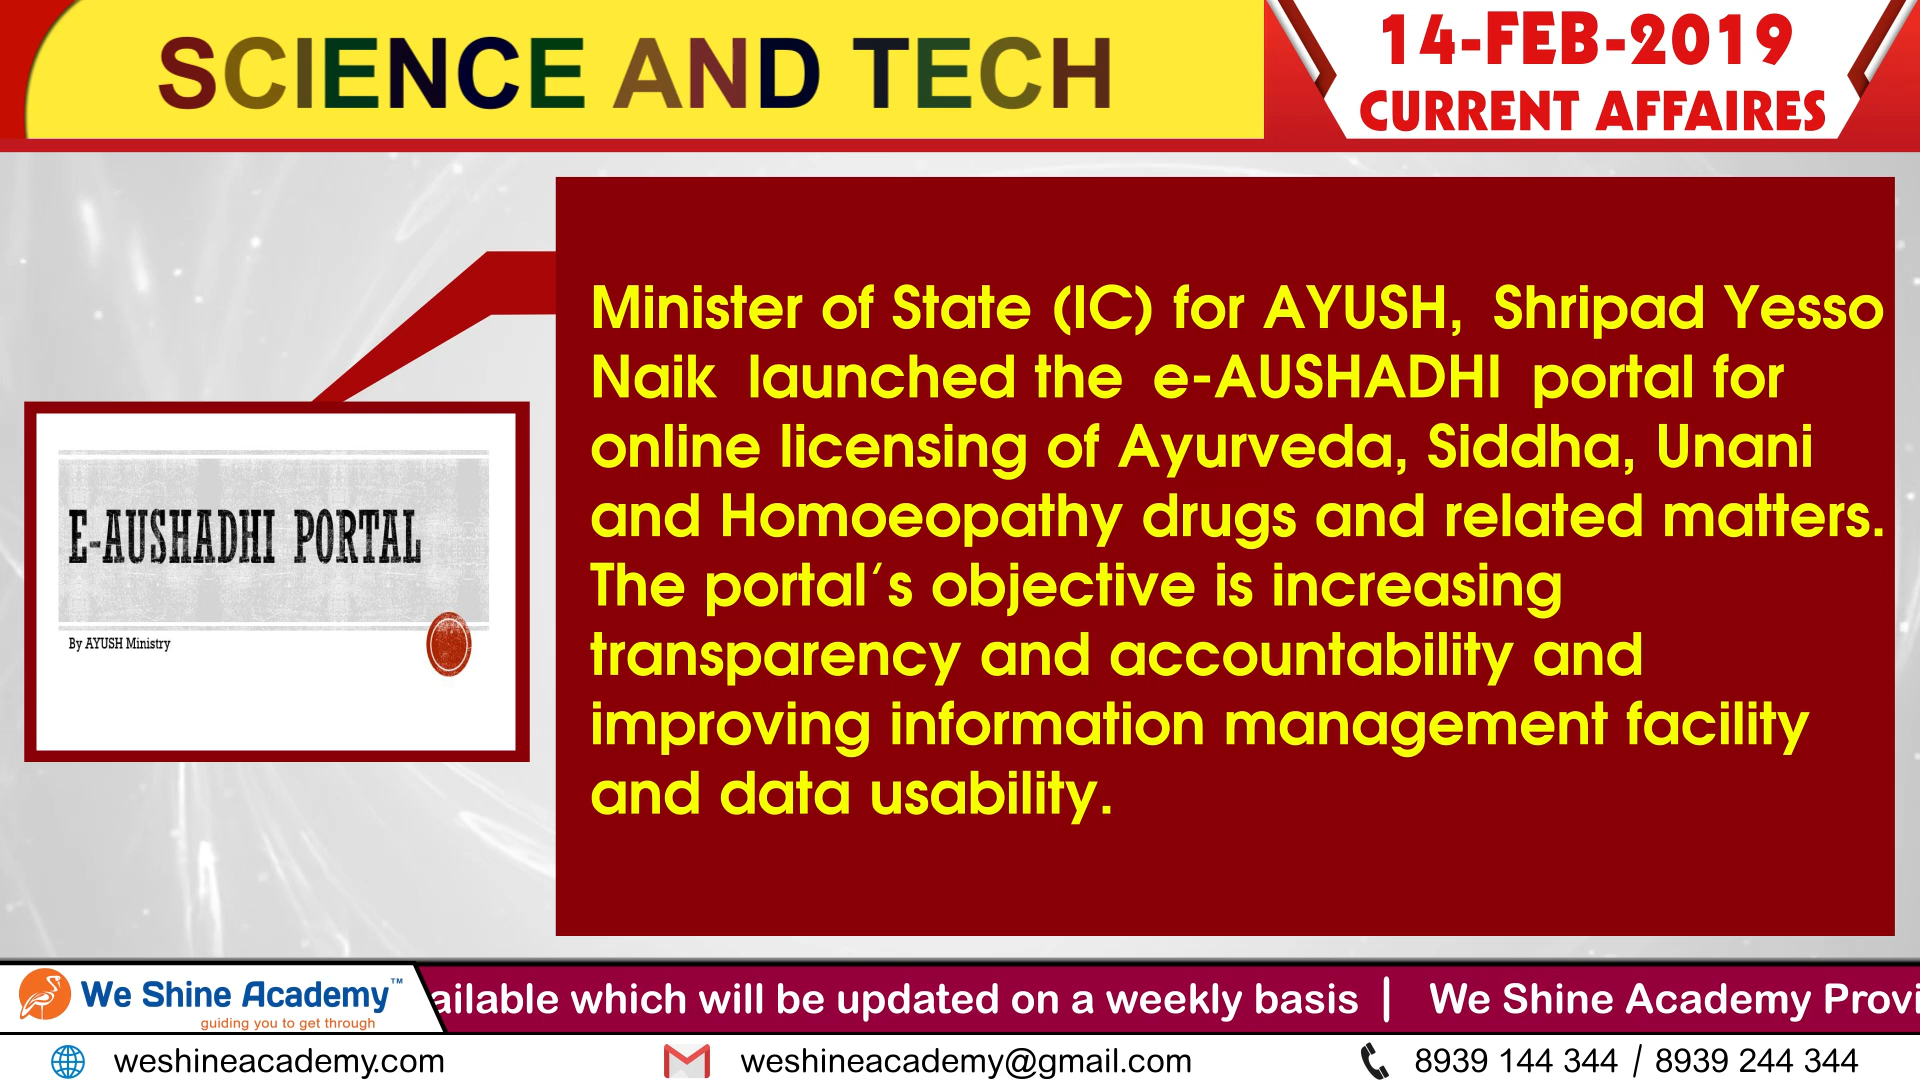 SCIENCE AND TECH
14-FEB-2019
CURRENT AFFAIRES
Minister of State (IC) for AYUSH, Shripad Yesso
Naik launched the e-AUSHADHI portal for
online licensing of Ayurveda, Siddha, Unani
and Homoeopathy drugs and related matters.
The portal´s objective is increasing
transparency and accountability and
improving information management facility
and data usability.
E-AUSHADHI PORTAL
By AYUSH Ministry
We Shine Academy™
guiding you to get through
ailable which will be updated on a weekly basis | We Shine Academy Provi
weshineacademy.com
weshineacademy@gmail.com
8939 144 344 / 8939 244 344